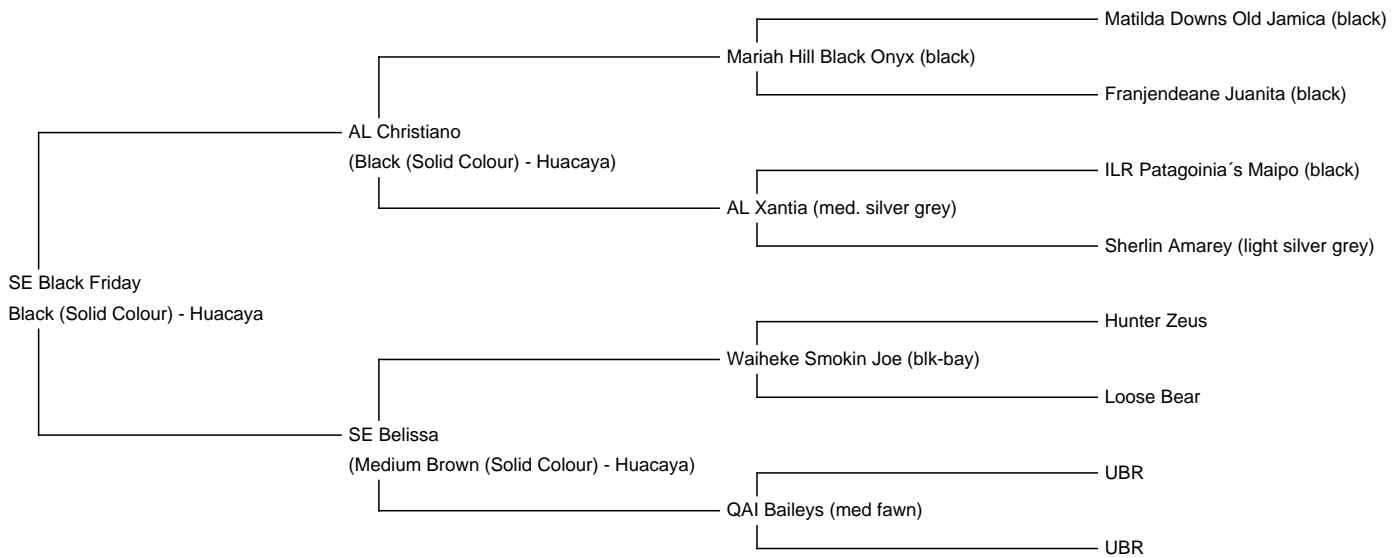 Matilda Downs Old Jamica (black)
Mariah Hill Black Onyx (black)
Franjendeane Juanita (black)
AL Christiano
(Black (Solid Colour) - Huacaya)
ILR Patagoinia´s Maipo (black)
AL Xantia (med. silver grey)
Sherlin Amarey (light silver grey)
SE Black Friday
Black (Solid Colour) - Huacaya
Hunter Zeus
Waiheke Smokin Joe (blk-bay)
Loose Bear
SE Belissa
(Medium Brown (Solid Colour) - Huacaya)
UBR
QAI Baileys (med fawn)
UBR